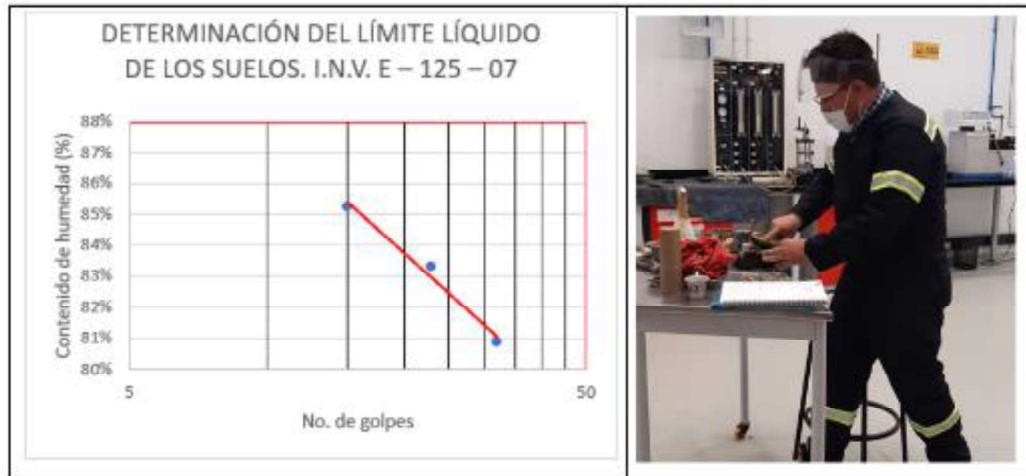 DETERMINACIÓN DEL LÍMITE LÍQUIDO
DE LOS SUELOS. I.N.V. E – 125 – 07
Contenido de humedad (%)
88%
87%
86%
85%
84%
83%
82%
81%
80%
5
50
No. de golpes